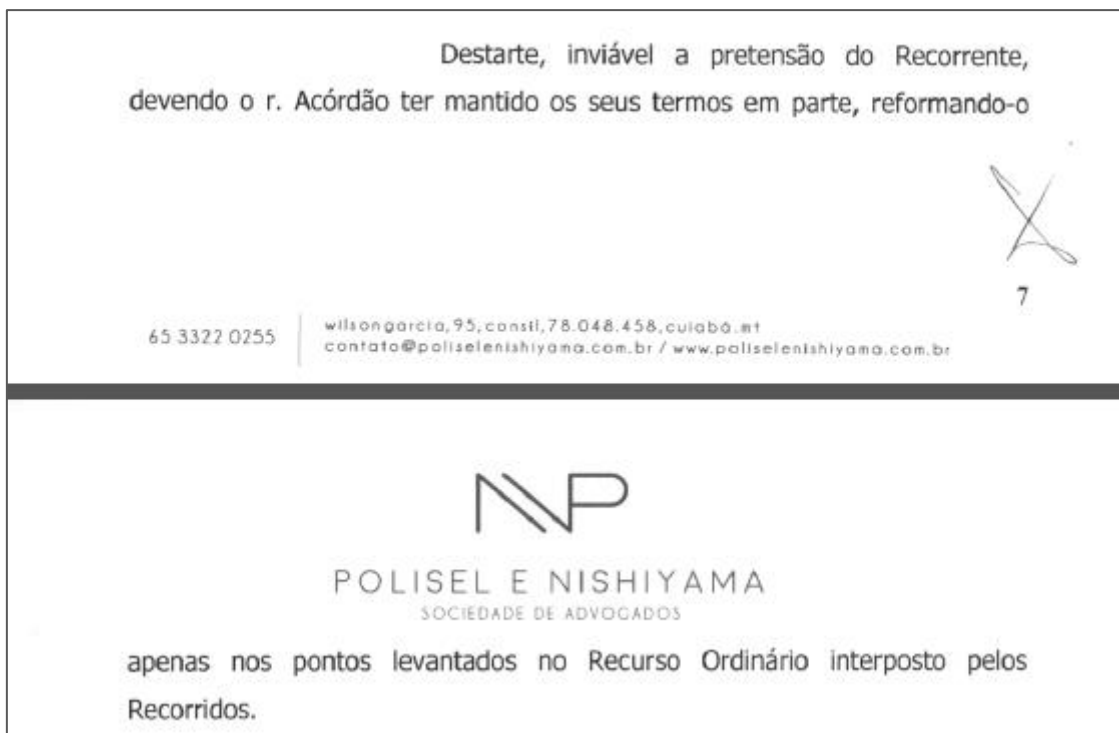 Destarte, inviável a pretensão do Recorrente,
devendo o r. Acórdão ter mantido os seus termos em parte, reformando-o
7
65 3322 0255
wilsongarcia,95,consil,78.048.458,cuiabá.mt
contato@poliselenishiyama.com.br / www.poliselenishiyama.com.br
NP
POLISEL E NISHIYAMA
SOCIEDADE DE ADVOGADOS
apenas nos pontos levantados no Recurso Ordinário interposto pelos
Recorridos.